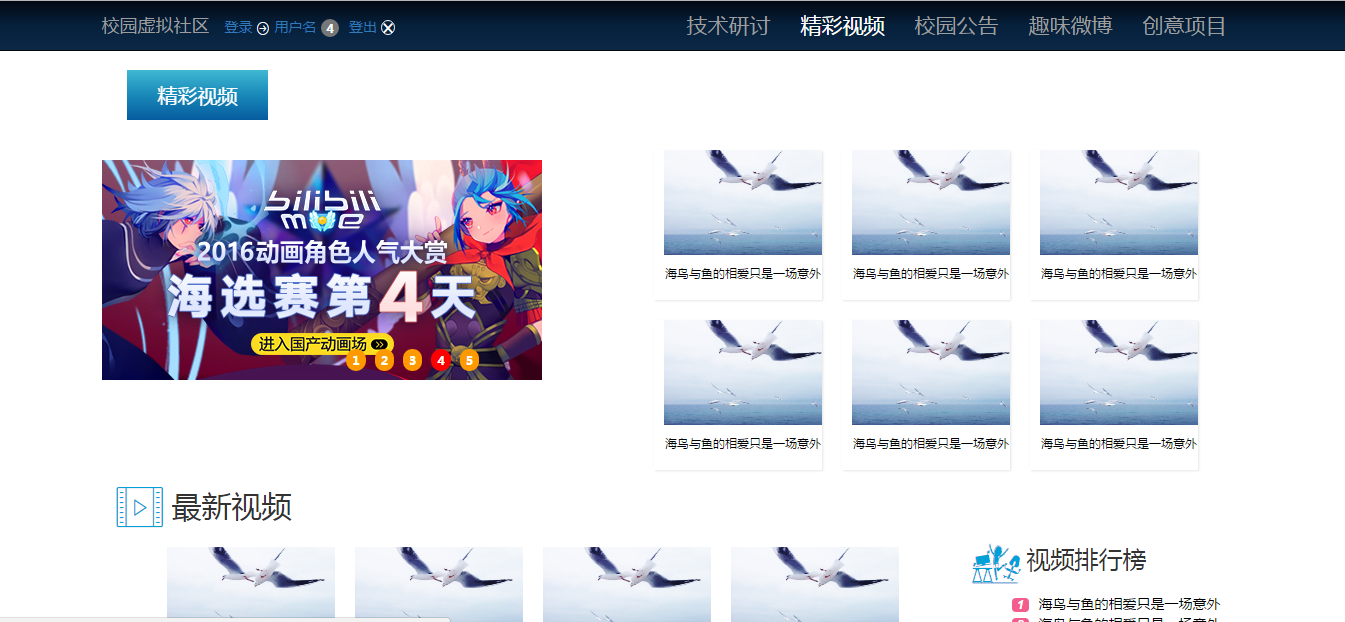 校园虚拟社区 登录 用户名 4 登出
技术研讨 精彩视频 校园公告 趣味微博 创意项目
精彩视频
bilibili
moe
2016动画角色人气大赏
海选赛第4天
进入国产动画场
1 2 3 4 5
海鸟与鱼的相爱只是一场意外 海鸟与鱼的相爱只是一场意外 海鸟与鱼的相爱只是一场意外
海鸟与鱼的相爱只是一场意外 海鸟与鱼的相爱只是一场意外 海鸟与鱼的相爱只是一场意外
最新视频
视频排行榜
1 海鸟与鱼的相爱只是一场意外